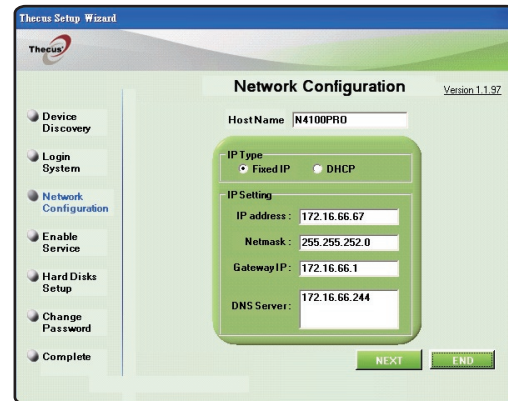 Thecus Setup Wizard
Thecus
Network Configuration
Version 1.1.97
Device
Discovery
Login
System
Network
Configuration
Enable
Service
Hard Disks
Setup
Change
Password
Complete
Host Name N4100PRO
IP Type
Fixed IP DHCP
IP Setting
IP address : 172.16.66.67
Netmask : 255.255.252.0
Gateway IP : 172.16.66.1
DNS Server : 172.16.66.244
NEXT END